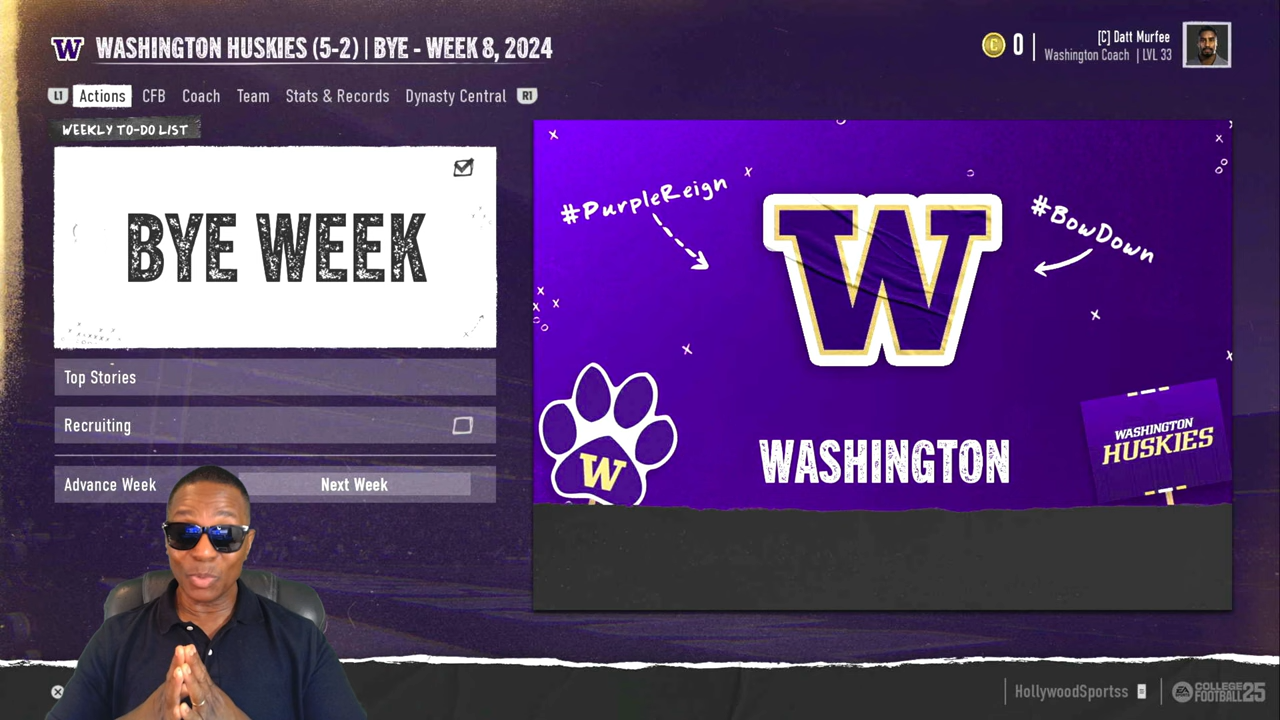 W WASHINGTON HUSKIES (5-2) | BYE - WEEK 8, 2024
C 0 | [C] Datt Murfee
Washington Coach | LVL 33
L1 Actions CFB Coach Team Stats & Records Dynasty Central R1
WEEKLY TO-DO LIST
BYE WEEK
Top Stories
Recruiting
Advance Week Next Week
#PurpleReign
#BowDown
W
W
WASHINGTON
WASHINGTON
HUSKIES
HollywoodSportss
EA COLLEGE FOOTBALL 25